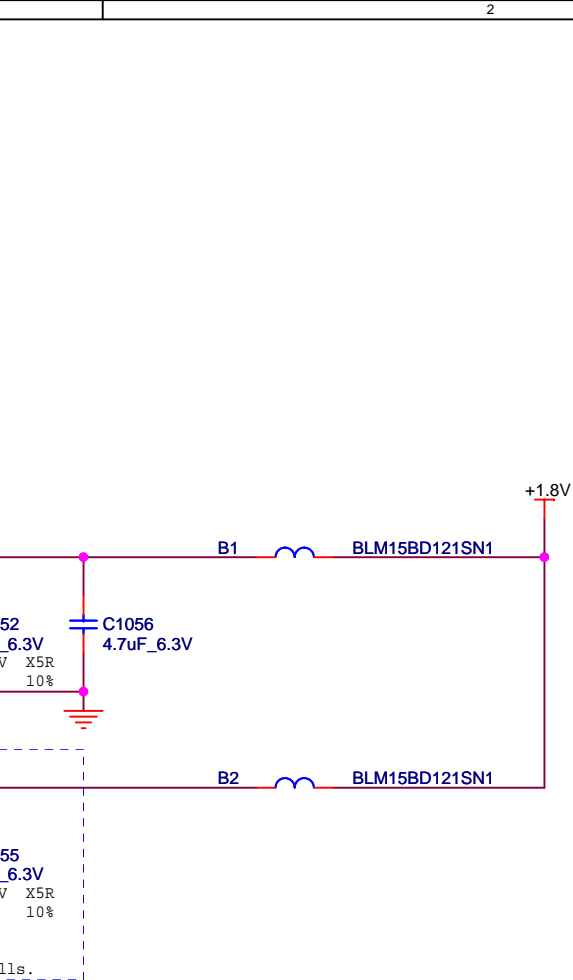 2
+1.8V
B1
BLM15BD121SN1
52
C1056
_6.3V
4.7uF_6.3V
V X5R
10%
B2
BLM15BD121SN1
55
_6.3V
V X5R
10%
lls.